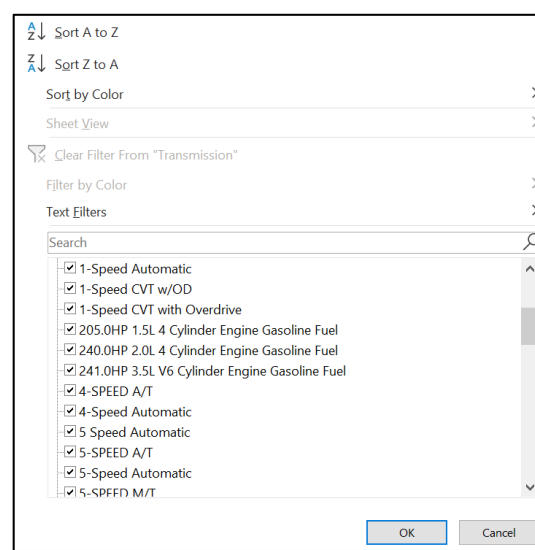 Sort A to Z
Sort Z to A
Sort by Color
Sheet View
Clear Filter From "Transmission"
Filter by Color
Text Filters
Search
1-Speed Automatic
1-Speed CVT w/OD
1-Speed CVT with Overdrive
205.0HP 1.5L 4 Cylinder Engine Gasoline Fuel
240.0HP 2.0L 4 Cylinder Engine Gasoline Fuel
241.0HP 3.5L V6 Cylinder Engine Gasoline Fuel
4-SPEED A/T
4-Speed Automatic
5 Speed Automatic
5-SPEED A/T
5-Speed Automatic
5-SPEED M/T
OK Cancel